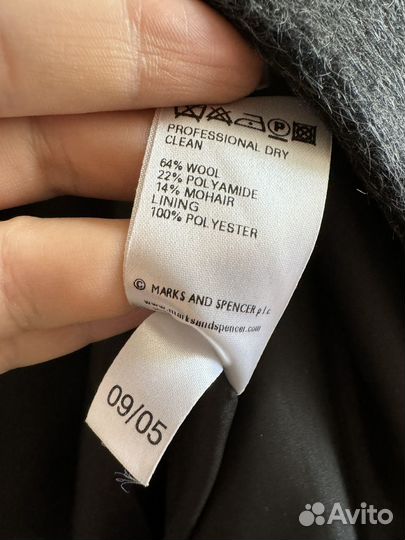 P
PROFESSIONAL DRY
CLEAN
64% WOOL
22% POLYAMIDE
14% MOHAIR
LINING
100% POLYESTER
© MARKS AND SPENCER plc
www.marksandspencer.com
09/05
Avito